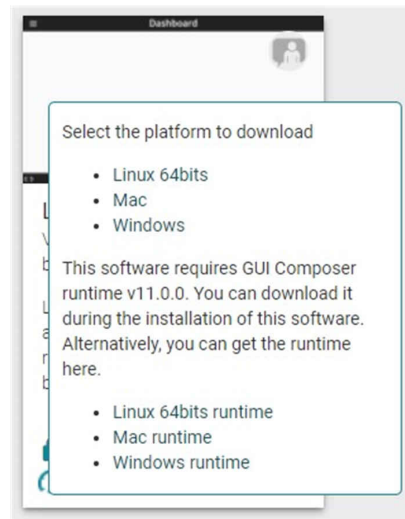 Dashboard
Select the platform to download
• Linux 64bits
• Mac
• Windows
This software requires GUI Composer
runtime v11.0.0. You can download it
during the installation of this software.
Alternatively, you can get the runtime
here.
• Linux 64bits runtime
• Mac runtime
• Windows runtime